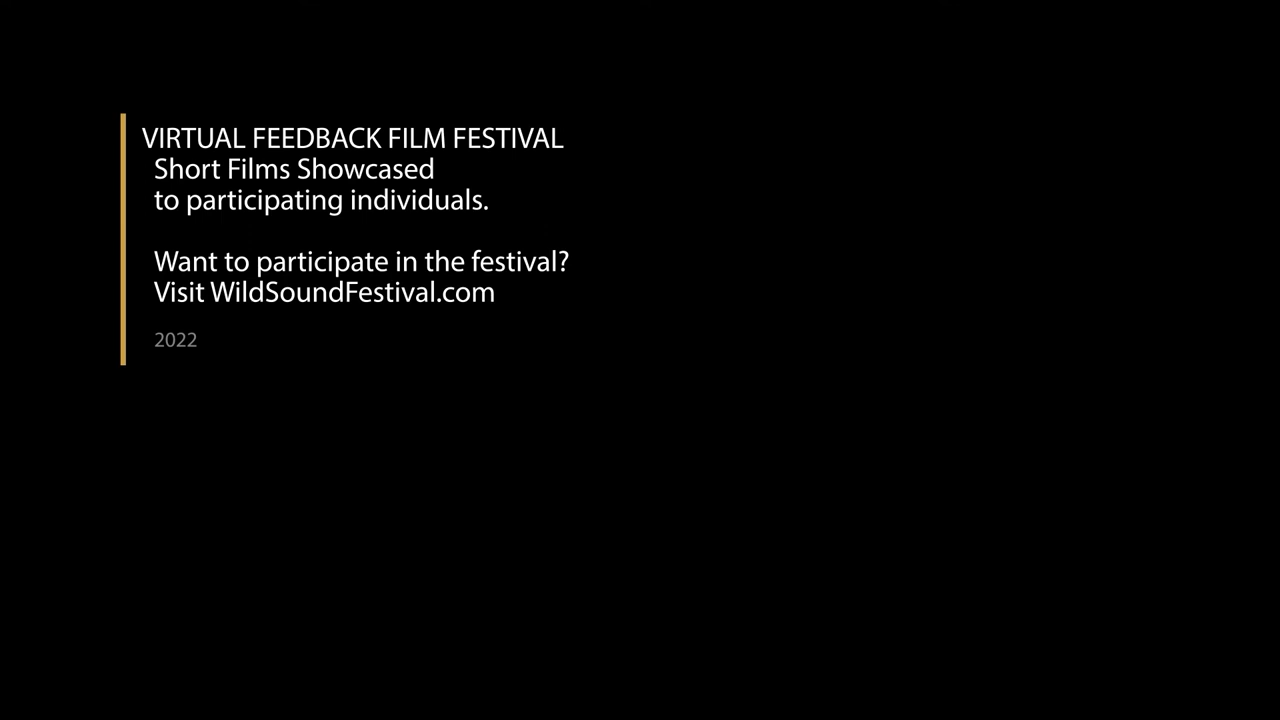 VIRTUAL FEEDBACK FILM FESTIVAL
Short Films Showcased
to participating individuals.
Want to participate in the festival?
Visit WildSoundFestival.com
2022